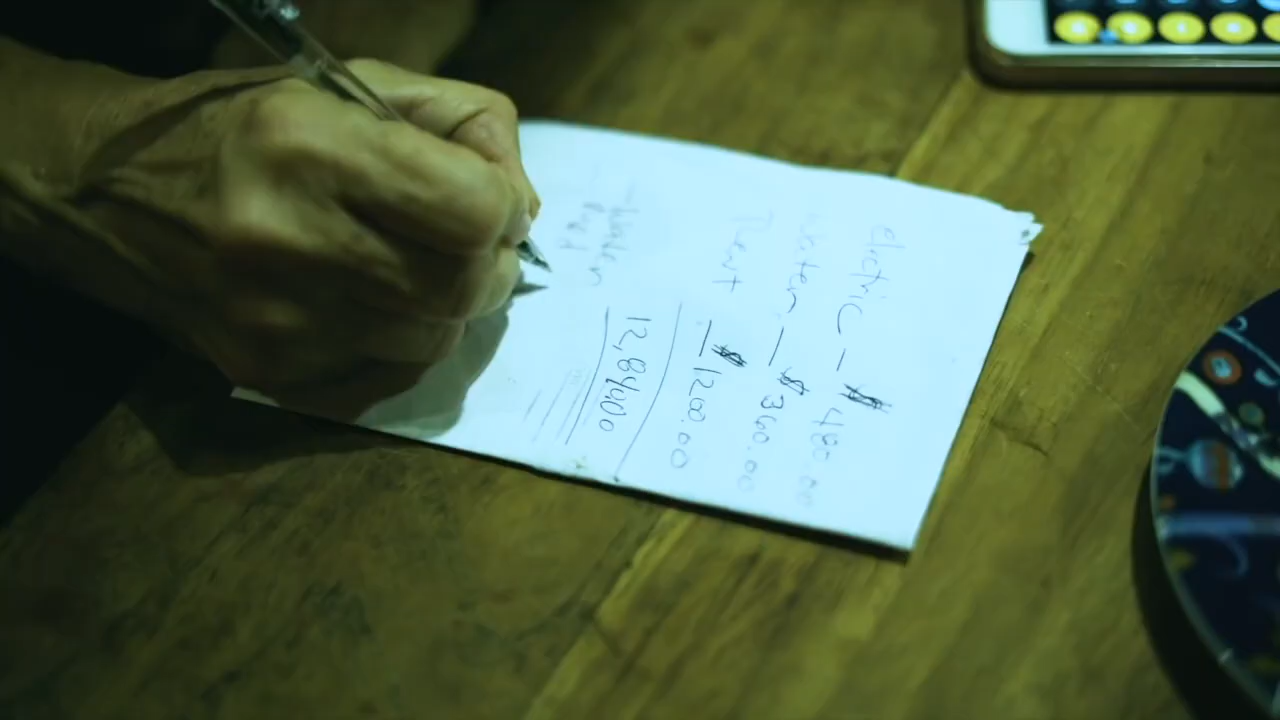 Electric - $480.00
Water - $360.00
Rent - $1200.00
12,840.00